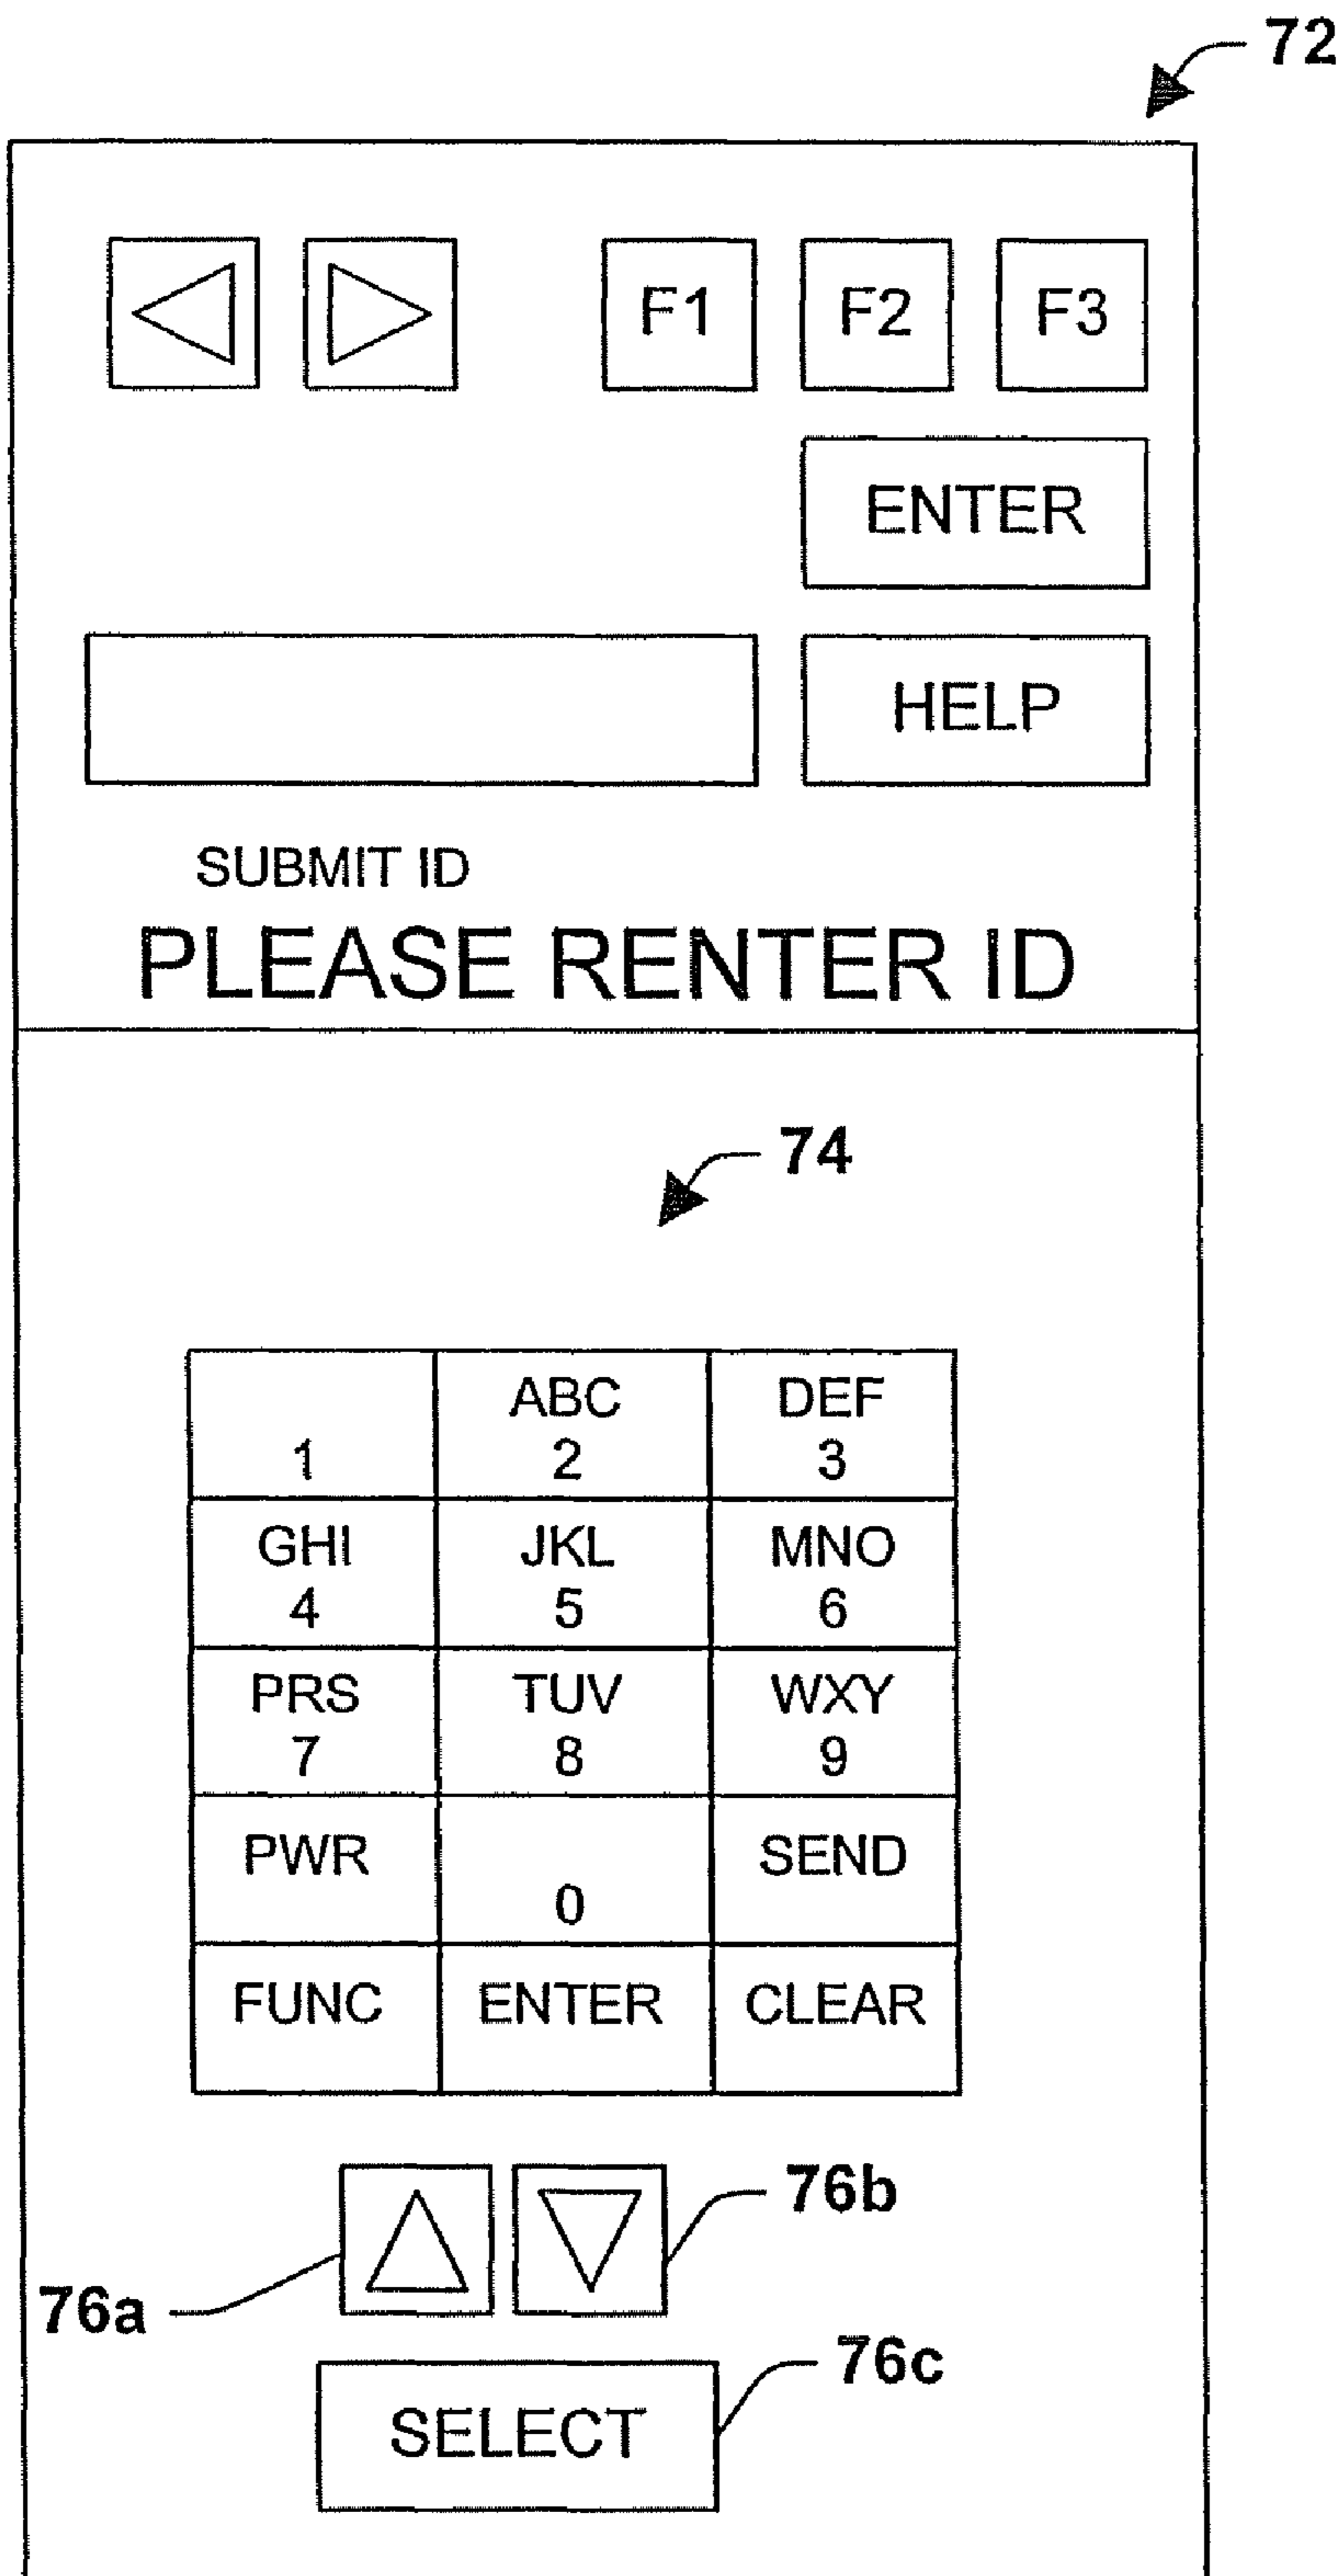 72
F1 F2 F3
ENTER
HELP
SUBMIT ID
PLEASE RENTER ID
74
ABC DEF
1 2 3
GHI JKL MNO
4 5 6
PRS TUV WXY
7 8 9
PWR SEND
0
FUNC ENTER CLEAR
76b
76a
76c
SELECT